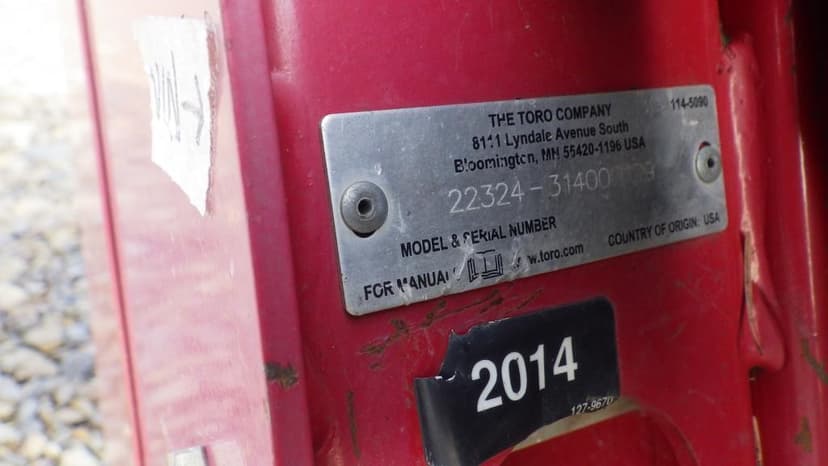 VIN
THE TORO COMPANY
114-5090
8111 Lyndale Avenue South
Bloomington, MN 55420-1196 USA
22324-31400
MODEL & SERIAL NUMBER
COUNTRY OF ORIGIN: USA
FOR MANUALS
www.toro.com
2014
127-9670